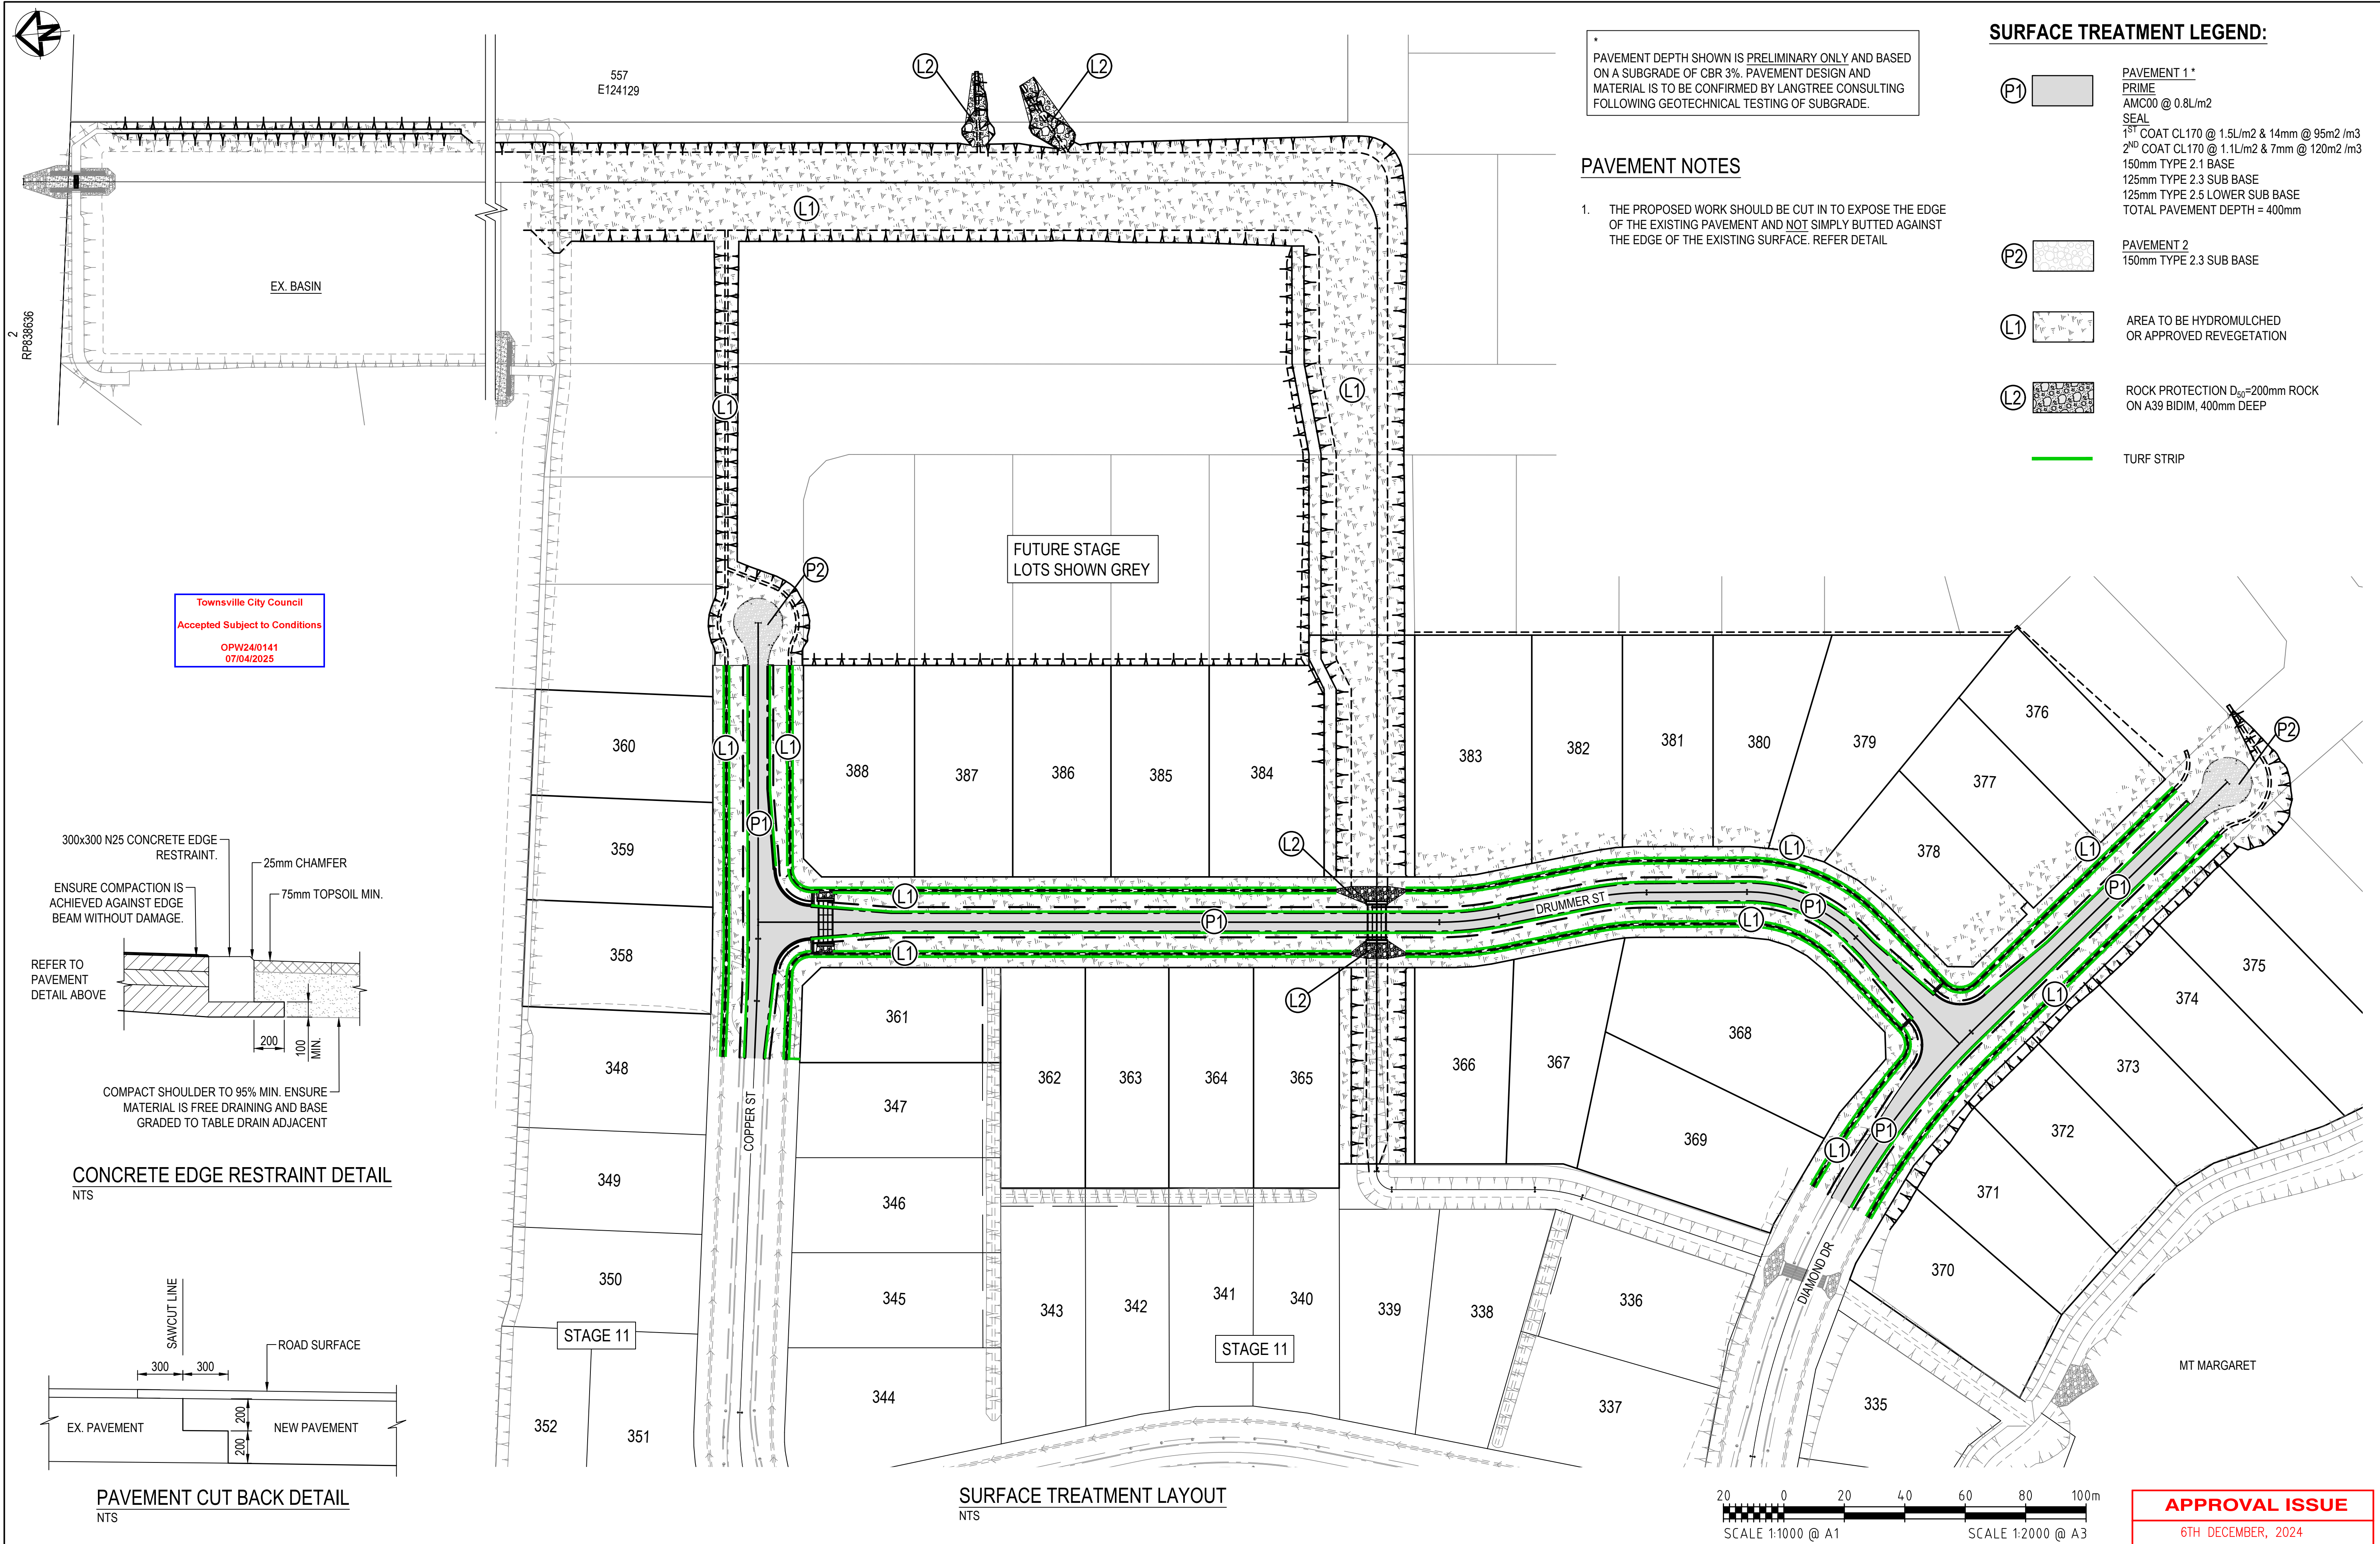 N
557
E124129
L2
L2
L1
EX. BASIN
2
RP838636
L1
L1
*
PAVEMENT DEPTH SHOWN IS PRELIMINARY ONLY AND BASED
ON A SUBGRADE OF CBR 3%. PAVEMENT DESIGN AND
MATERIAL IS TO BE CONFIRMED BY LANGTREE CONSULTING
FOLLOWING GEOTECHNICAL TESTING OF SUBGRADE.
PAVEMENT NOTES
1. THE PROPOSED WORK SHOULD BE CUT IN TO EXPOSE THE EDGE
OF THE EXISTING PAVEMENT AND NOT SIMPLY BUTTED AGAINST
THE EDGE OF THE EXISTING SURFACE. REFER DETAIL
SURFACE TREATMENT LEGEND:
P1
PAVEMENT 1 *
PRIME
AMC00 @ 0.8L/m2
SEAL
1ST COAT CL170 @ 1.5L/m2 & 14mm @ 95m2 /m3
2ND COAT CL170 @ 1.1L/m2 & 7mm @ 120m2 /m3
150mm TYPE 2.1 BASE
125mm TYPE 2.3 SUB BASE
125mm TYPE 2.5 LOWER SUB BASE
TOTAL PAVEMENT DEPTH = 400mm
P2
PAVEMENT 2
150mm TYPE 2.3 SUB BASE
L1
AREA TO BE HYDROMULCHED
OR APPROVED REVEGETATION
L2
ROCK PROTECTION D50=200mm ROCK
ON A39 BIDIM, 400mm DEEP
TURF STRIP
FUTURE STAGE
LOTS SHOWN GREY
P2
Townsville City Council
Accepted Subject to Conditions
OPW24/0141
07/04/2025
360
L1
L1
388
387
386
385
384
383
382
381
380
379
376
377
378
P2
359
P1
L2
L1
L1
L1
P1
358
L1
P1
DRUMMER ST
P1
L1
L1
L2
L1
375
374
373
372
371
370
361
362
363
364
365
366
367
368
369
P1
L1
348
347
349
346
350
345
344
352
351
343
342
341
340
339
338
336
337
335
COPPER ST
DIAMOND DR
STAGE 11
STAGE 11
MT MARGARET
300x300 N25 CONCRETE EDGE
RESTRAINT.
25mm CHAMFER
ENSURE COMPACTION IS
ACHIEVED AGAINST EDGE
BEAM WITHOUT DAMAGE.
75mm TOPSOIL MIN.
REFER TO
PAVEMENT
DETAIL ABOVE
200
100
MIN.
COMPACT SHOULDER TO 95% MIN. ENSURE
MATERIAL IS FREE DRAINING AND BASE
GRADED TO TABLE DRAIN ADJACENT
CONCRETE EDGE RESTRAINT DETAIL
NTS
SAWCUT LINE
300
300
ROAD SURFACE
EX. PAVEMENT
200
200
NEW PAVEMENT
PAVEMENT CUT BACK DETAIL
NTS
SURFACE TREATMENT LAYOUT
NTS
20 0 20 40 60 80 100m
SCALE 1:1000 @ A1 SCALE 1:2000 @ A3
APPROVAL ISSUE
6TH DECEMBER, 2024